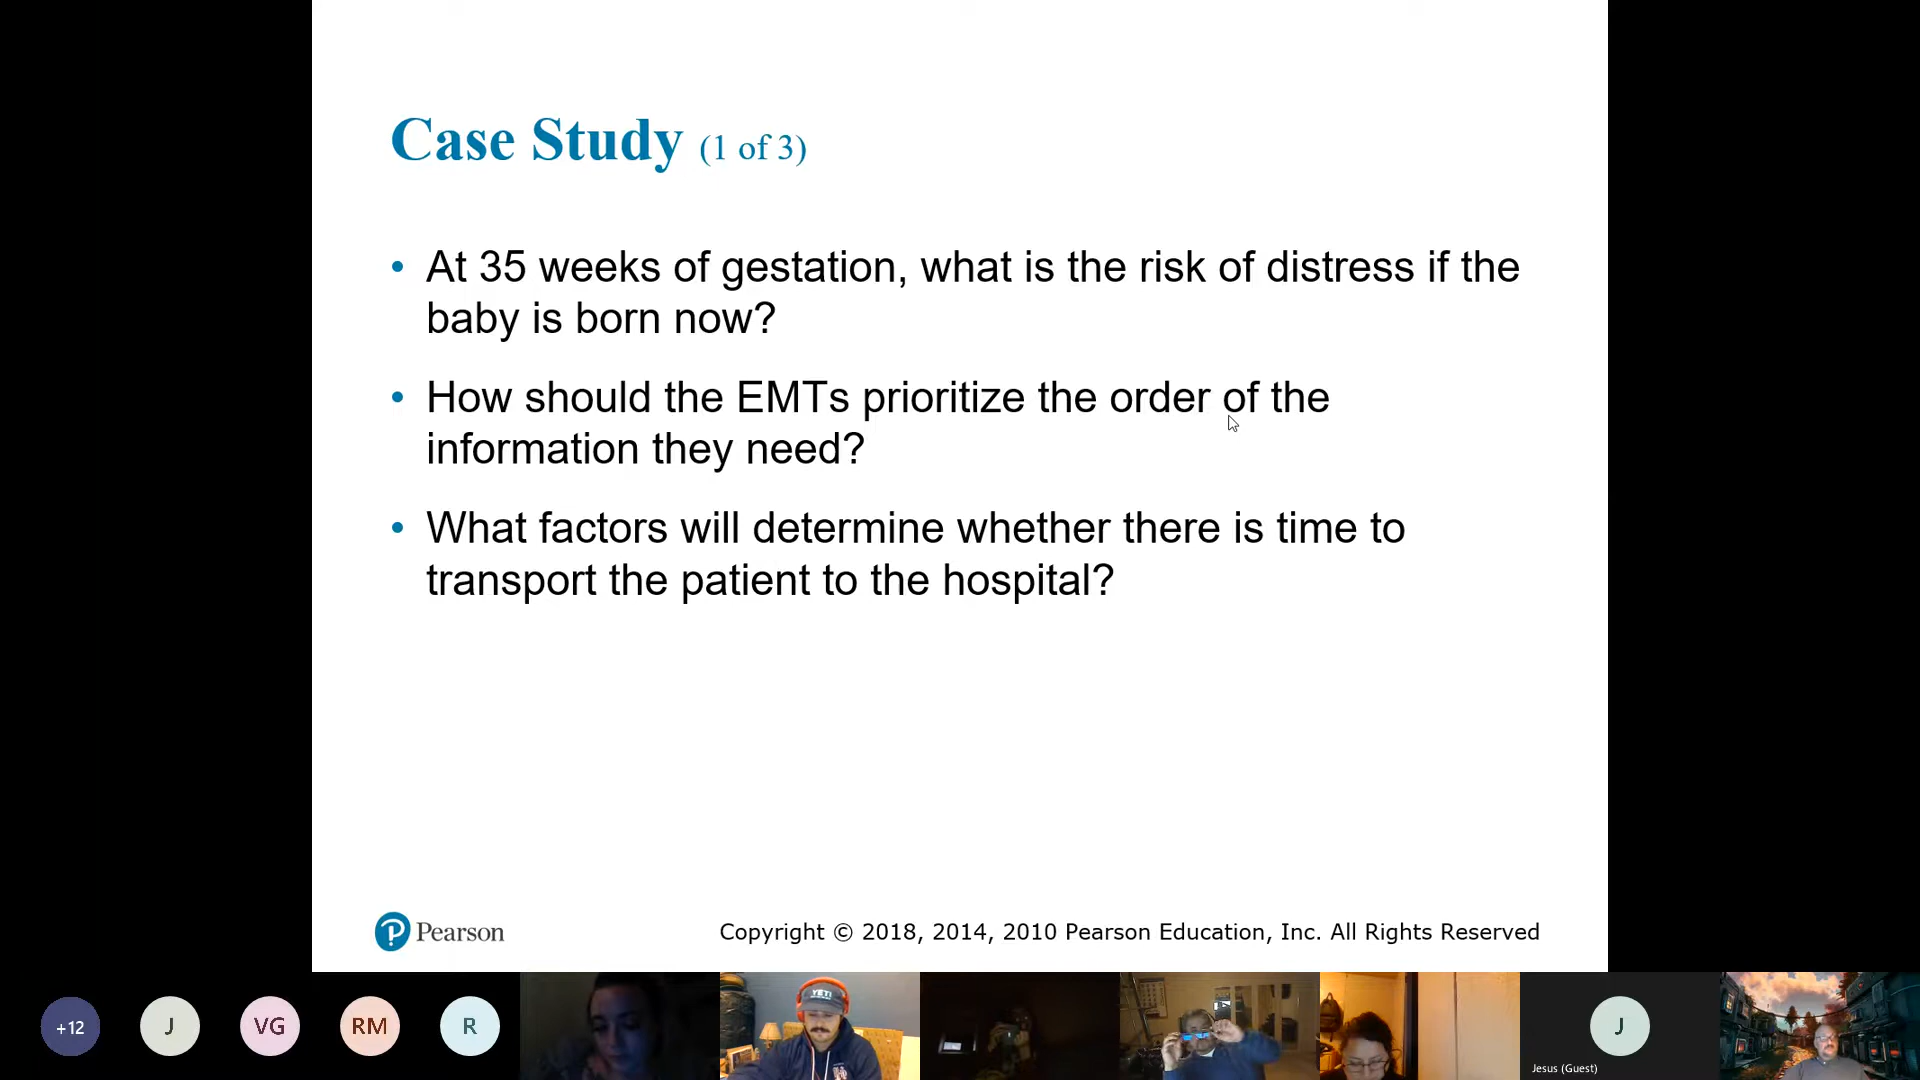 Case Study (1 of 3)
• At 35 weeks of gestation, what is the risk of distress if the
baby is born now?
• How should the EMTs prioritize the order of the
information they need?
• What factors will determine whether there is time to
transport the patient to the hospital?
Pearson
Copyright © 2018, 2014, 2010 Pearson Education, Inc. All Rights Reserved
+12
J
VG
RM
R
YETI
J
Jesus (Guest)